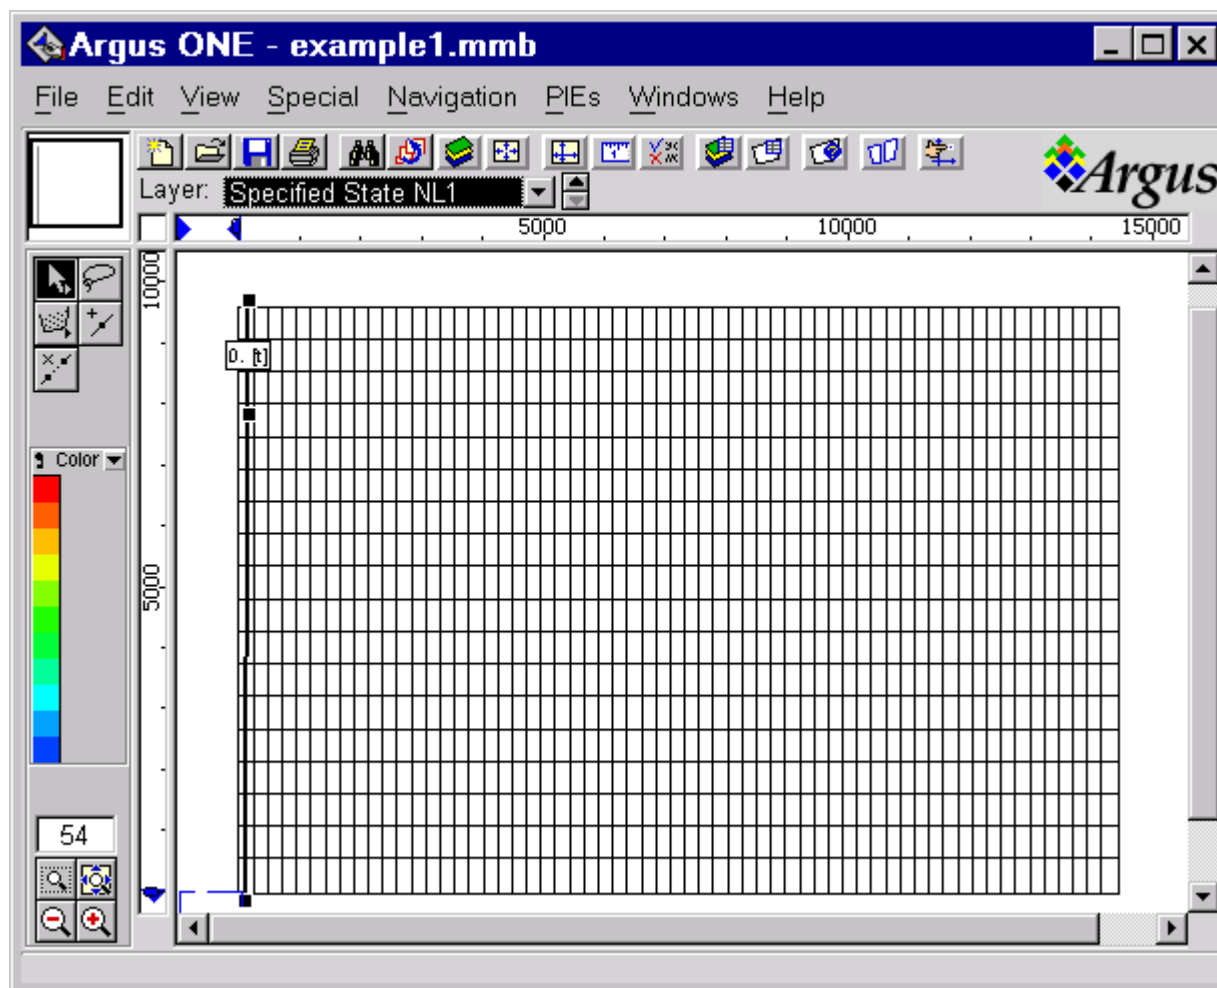 Argus ONE - example1.mmb
File Edit View Special Navigation PIEs Windows Help
Argus
Layer: Specified State NL1
0 5000 10000 15000
10000
0. [t]
Color
5000
54